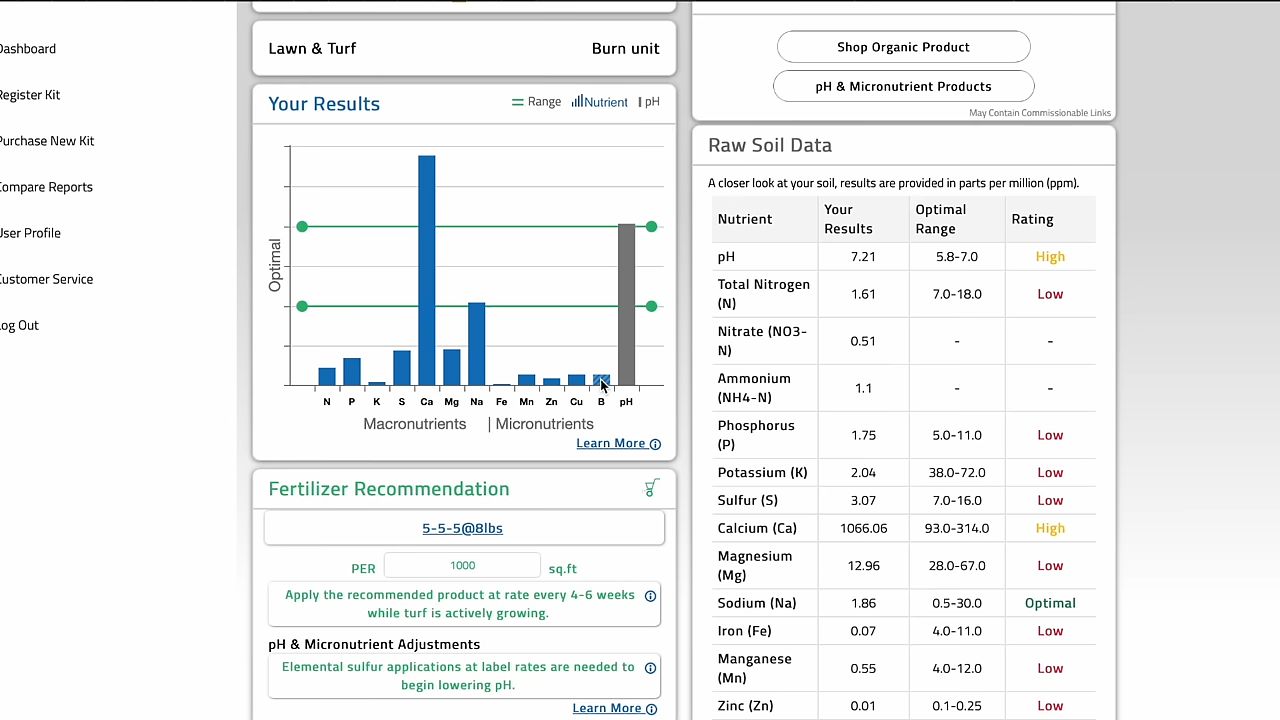 Dashboard
Register Kit
Purchase New Kit
Compare Reports
User Profile
Customer Service
Log Out
Lawn & Turf
Burn unit
Your Results
Range
Nutrient
pH
Optimal
N P K S Ca Mg Na Fe Mn Zn Cu B pH
Macronutrients | Micronutrients
Learn More
Fertilizer Recommendation
5-5-5@8lbs
PER 1000 sq.ft
Apply the recommended product at rate every 4-6 weeks
while turf is actively growing.
pH & Micronutrient Adjustments
Elemental sulfur applications at label rates are needed to
begin lowering pH.
Learn More
Shop Organic Product
pH & Micronutrient Products
May Contain Commissionable Links
Raw Soil Data
A closer look at your soil, results are provided in parts per million (ppm).
Nutrient
Your
Results
Optimal
Range
Rating
pH 7.21 5.8-7.0 High
Total Nitrogen
(N) 1.61 7.0-18.0 Low
Nitrate (NO3-
N) 0.51 - -
Ammonium
(NH4-N) 1.1 - -
Phosphorus
(P) 1.75 5.0-11.0 Low
Potassium (K) 2.04 38.0-72.0 Low
Sulfur (S) 3.07 7.0-16.0 Low
Calcium (Ca) 1066.06 93.0-314.0 High
Magnesium
(Mg) 12.96 28.0-67.0 Low
Sodium (Na) 1.86 0.5-30.0 Optimal
Iron (Fe) 0.07 4.0-11.0 Low
Manganese
(Mn) 0.55 4.0-12.0 Low
Zinc (Zn) 0.01 0.1-0.25 Low